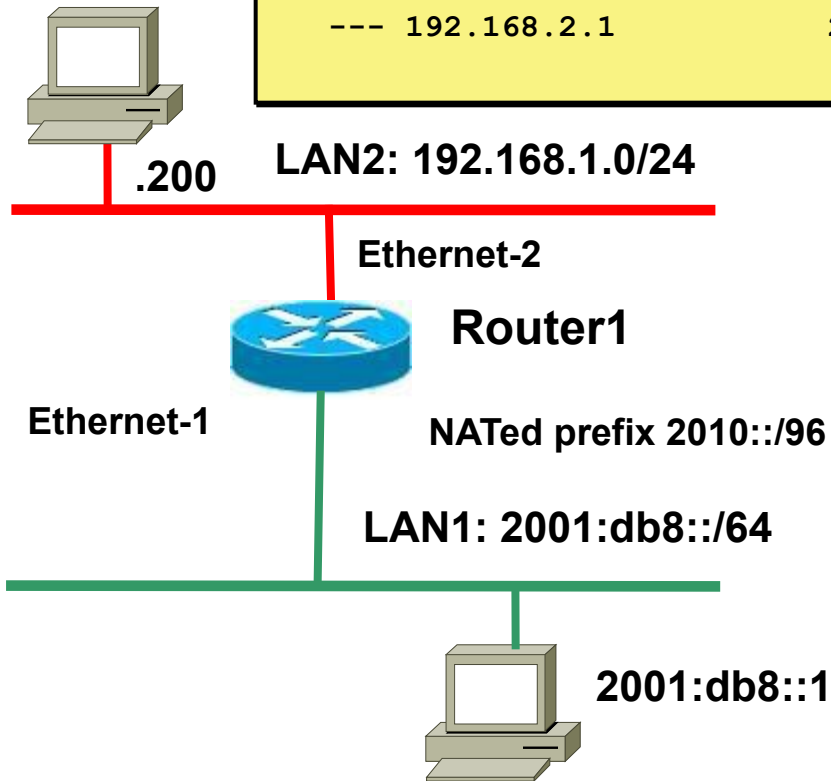 --- 192.168.2.1
.200
LAN2: 192.168.1.0/24
Ethernet-2
Router1
Ethernet-1
NATed prefix 2010::/96
LAN1: 2001:db8::/64
2001:db8::1